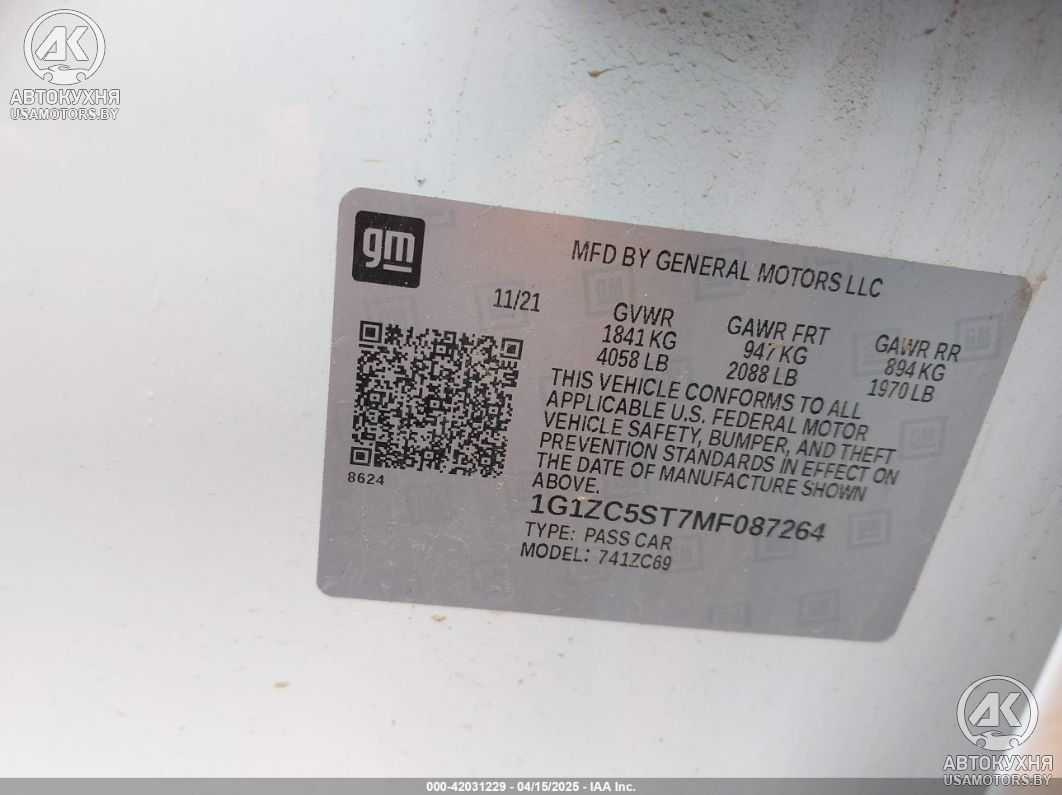 AK
АВТОКУХНЯ
USAMOTORS.BY
gm
MFD BY GENERAL MOTORS LLC
11/21
GVWR
1841 KG
4058 LB
GAWR FRT
947 KG
2088 LB
GAWR RR
894 KG
1970 LB
THIS VEHICLE CONFORMS TO ALL
APPLICABLE U.S. FEDERAL MOTOR
VEHICLE SAFETY, BUMPER, AND THEFT
PREVENTION STANDARDS IN EFFECT ON
THE DATE OF MANUFACTURE SHOWN
ABOVE.
8624
1G1ZC5ST7MF087264
TYPE: PASS CAR
MODEL: 741ZC69
AK
АВТОКУХНЯ
USAMOTORS.BY
000-42031229 - 04/15/2025 - IAA Inc.